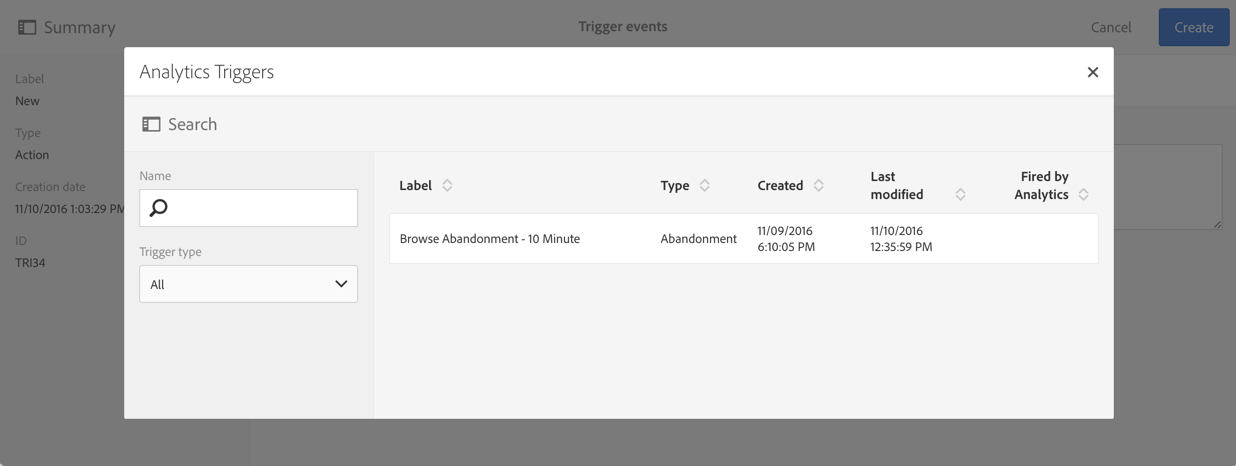 Summary
Trigger events
Cancel
Create
Label
New
Type
Action
Creation date
11/10/2016 1:03:29 PM
ID
TRI34
Analytics Triggers
Search
Name
Trigger type
All
Label
Type
Created
Last
modified
Fired by
Analytics
Browse Abandonment - 10 Minute
Abandonment
11/09/2016
6:10:05 PM
11/10/2016
12:35:59 PM